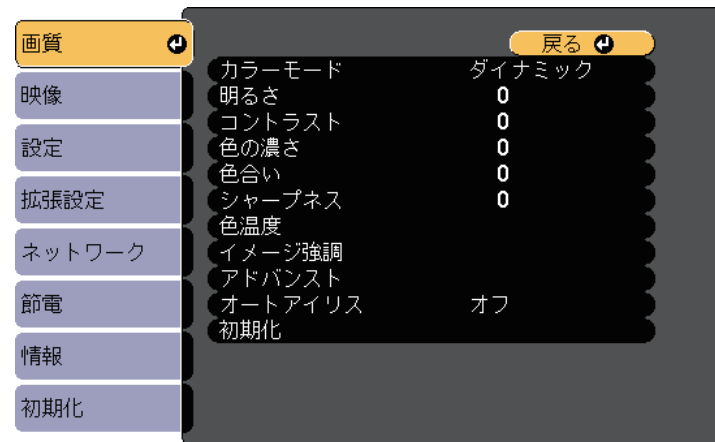 画質
映像
設定
拡張設定
ネットワーク
節電
情報
初期化
戻る
カラーモード ダイナミック
明るさ 0
コントラスト 0
色の濃さ 0
色合い 0
シャープネス 0
色温度
イメージ強調
アドバンスト
オートアイリス オフ
初期化